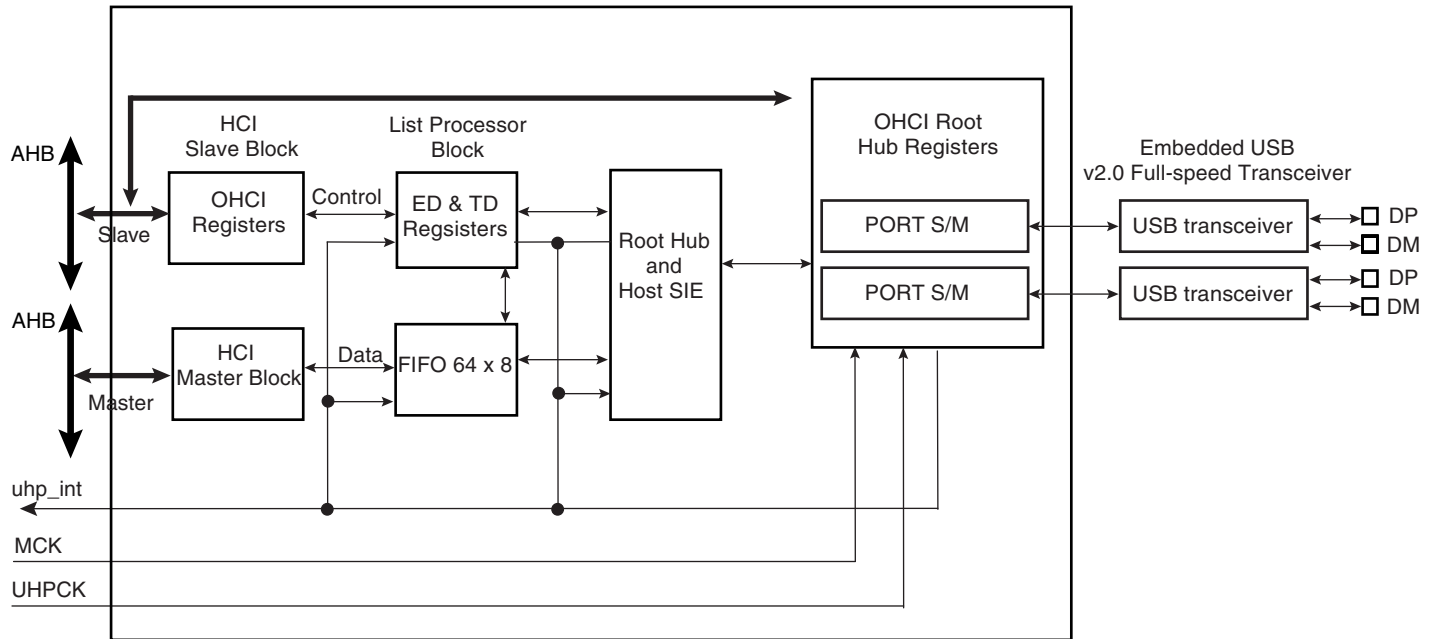 HCI
Slave Block
List Processor
Block
OHCI Root
Hub Registers
Embedded USB
v2.0 Full-speed Transceiver
AHB
Slave
OHCI
Registers
Control
ED & TD
Regsisters
Root Hub
and
Host SIE
PORT S/M
USB transceiver
DP
DM
PORT S/M
USB transceiver
DP
DM
AHB
Master
HCI
Master Block
Data
FIFO 64 x 8
uhp_int
MCK
UHPCK